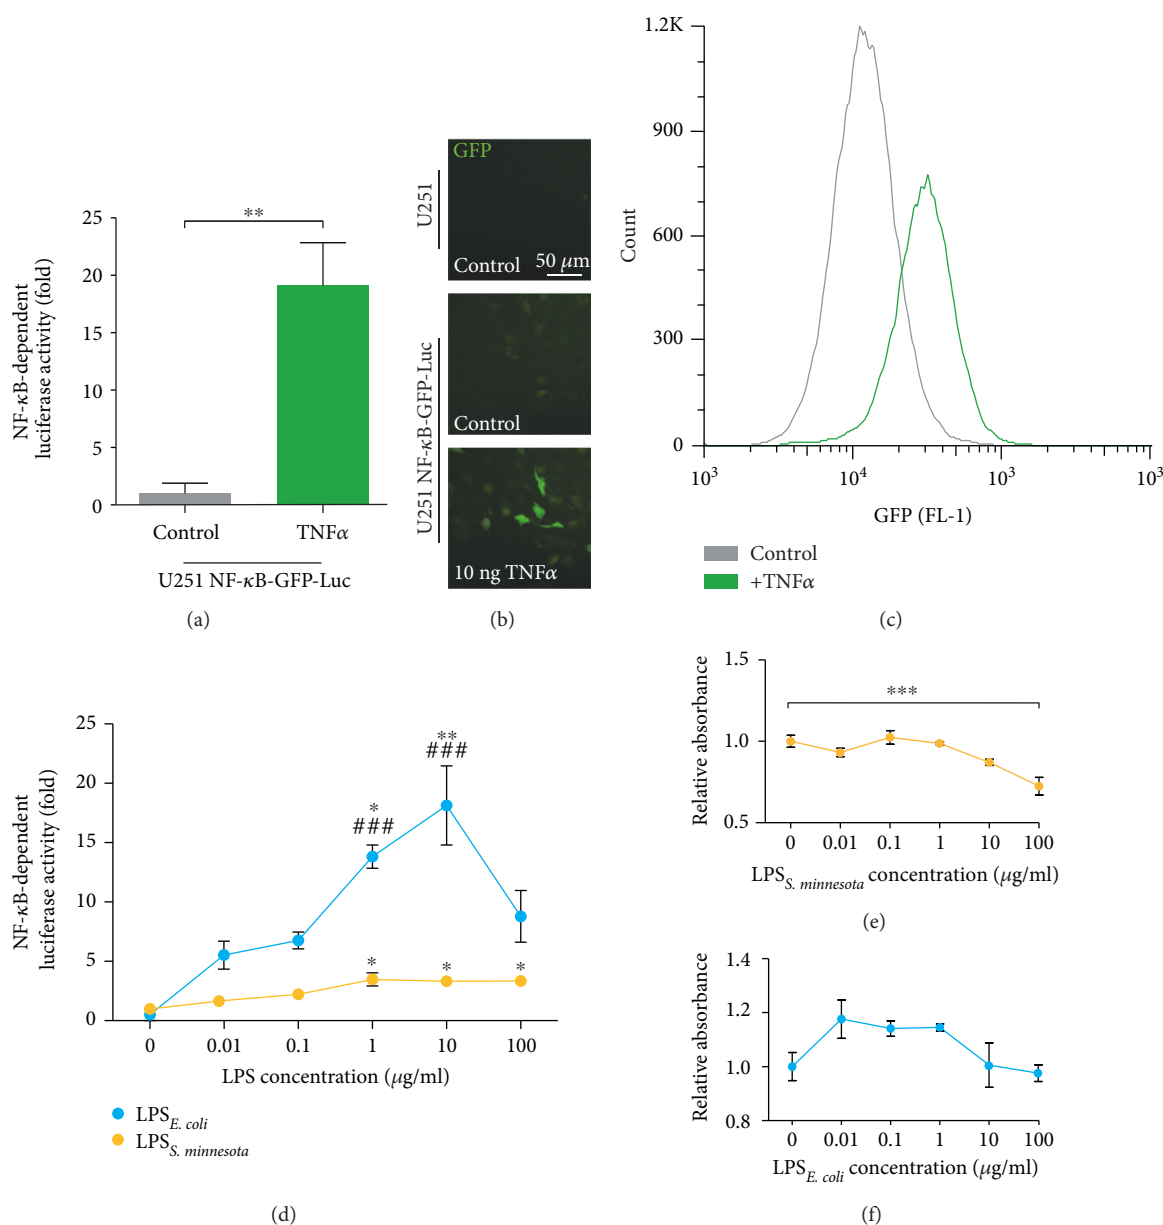 NF-κB-dependent
luciferase activity (fold)
25
20
15
10
5
0
**
Control
TNFα
U251 NF-κB-GFP-Luc
(a)
U251
U251 NF-κB-GFP-Luc
GFP
Control
50 μm
Control
10 ng TNFα
(b)
Count
1.2K
900
600
300
0
10³
10⁴
10³
10³
GFP (FL-1)
Control
+TNFα
(c)
NF-κB-dependent
luciferase activity (fold)
25
20
15
10
5
0
*
###
**
###
*
*
*
0
0.01
0.1
1
10
100
LPS concentration (μg/ml)
LPS E. coli
LPS S. minnesota
(d)
Relative absorbance
1.5
1.0
0.5
***
0
0.01
0.1
1
10
100
LPS S. minnesota concentration (μg/ml)
(e)
Relative absorbance
1.4
1.2
1.0
0.8
0
0.01
0.1
1
10
100
LPS E. coli concentration (μg/ml)
(f)